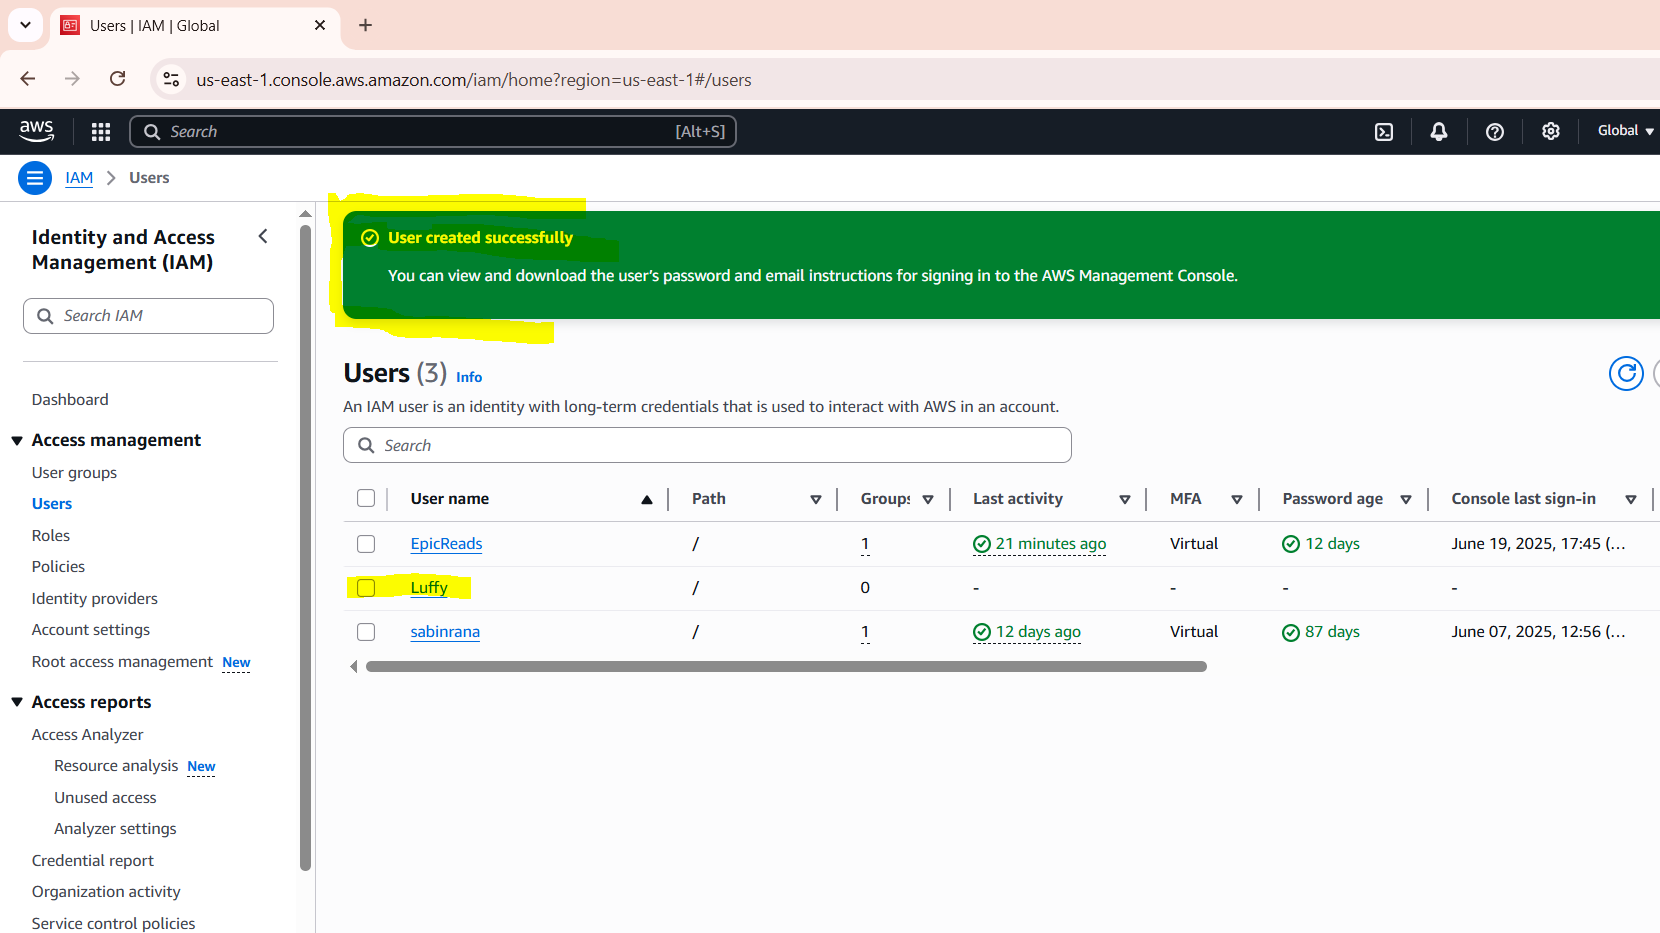 Users | IAM | Global
us-east-1.console.aws.amazon.com/iam/home?region=us-east-1#/users
aws
Search [Alt+S]
Global
IAM > Users
Identity and Access
Management (IAM)
Search IAM
Dashboard
Access management
User groups
Users
Roles
Policies
Identity providers
Account settings
Root access management New
Access reports
Access Analyzer
Resource analysis New
Unused access
Analyzer settings
Credential report
Organization activity
Service control policies
User created successfully
You can view and download the user's password and email instructions for signing in to the AWS Management Console.
Users (3) Info
An IAM user is an identity with long-term credentials that is used to interact with AWS in an account.
Search
User name Path Groups Last activity MFA Password age Console last sign-in
EpicReads / 1 21 minutes ago Virtual 12 days June 19, 2025, 17:45 (...
Luffy / 0 - - - -
sabinrana / 1 12 days ago Virtual 87 days June 07, 2025, 12:56 (...